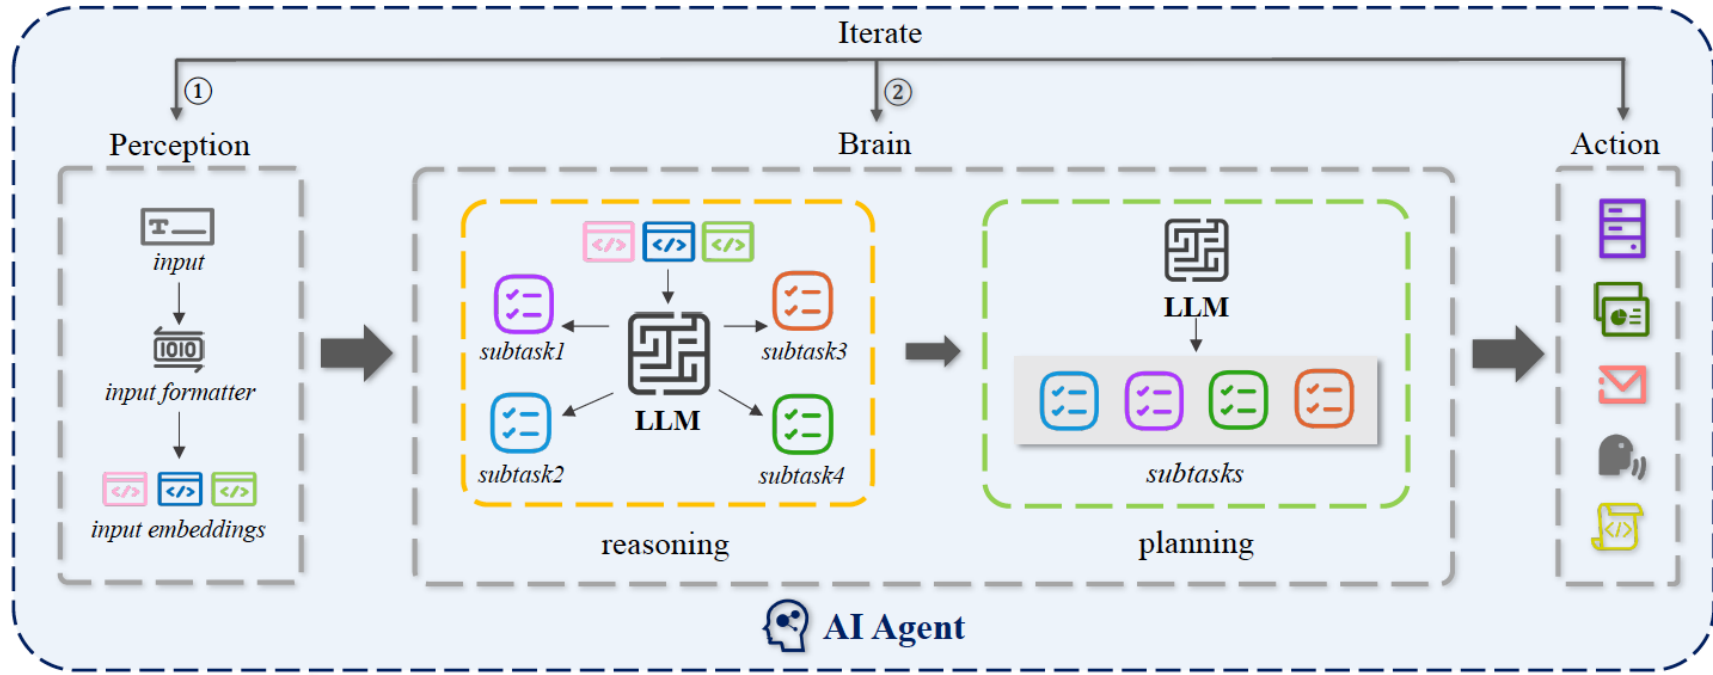 Iterate
①
②
Perception
Brain
Action
T
input
1010
input formatter
</>
</>
</>
input embeddings
</>
</>
</>
subtask1
subtask3
LLM
subtask2
subtask4
reasoning
LLM
subtasks
planning
</>
AI Agent